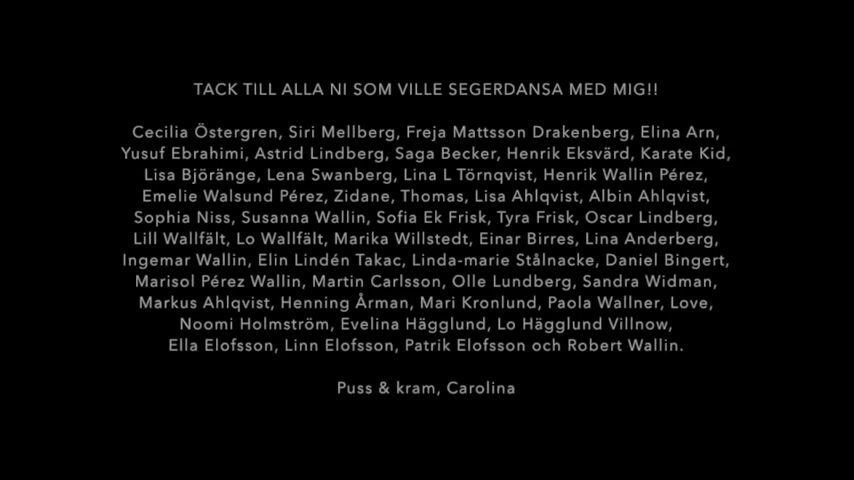 TACK TILL ALLA NI SOM VILLE SEGERDANSA MED MIG!!
Cecilia Östergren, Siri Mellberg, Freja Mattsson Drakenberg, Elina Arn,
Yusuf Ebrahimi, Astrid Lindberg, Saga Becker, Henrik Eksvärd, Karate Kid,
Lisa Björänge, Lena Swanberg, Lina L Törnqvist, Henrik Wallin Pérez,
Emelie Walsund Pérez, Zidane, Thomas, Lisa Ahlqvist, Albin Ahlqvist,
Sophia Niss, Susanna Wallin, Sofia Ek Frisk, Tyra Frisk, Oscar Lindberg,
Lill Wallfält, Lo Wallfält, Marika Willstedt, Einar Birres, Lina Anderberg,
Ingemar Wallin, Elin Lindén Takac, Linda-marie Stålnacke, Daniel Bingert,
Marisol Pérez Wallin, Martin Carlsson, Olle Lundberg, Sandra Widman,
Markus Ahlqvist, Henning Årman, Mari Kronlund, Paola Wallner, Love,
Noomi Holmström, Evelina Hägglund, Lo Hägglund Villnow,
Ella Elofsson, Linn Elofsson, Patrik Elofsson och Robert Wallin.
Puss & kram, Carolina